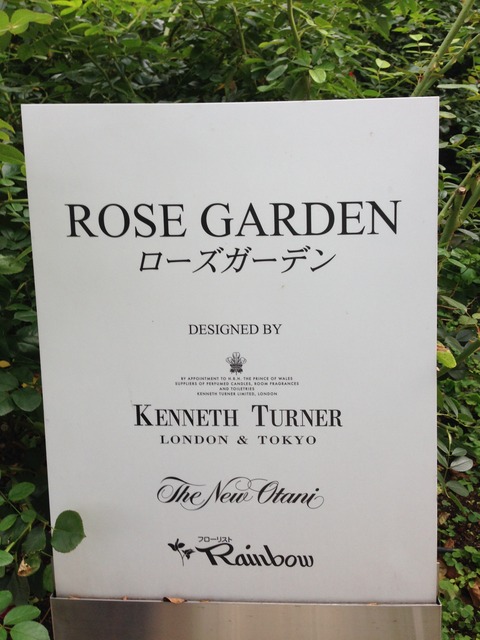 ROSE GARDEN
ローズガーデン
DESIGNED BY
BY APPOINTMENT TO H.R.H. THE PRINCE OF WALES
SUPPLIERS OF PERFUMED CANDLES, ROOM FRAGRANCES
AND TOILETRIES
KENNETH TURNER LIMITED, LONDON
KENNETH TURNER
LONDON & TOKYO
The New Otani
フローリスト
Rainbow